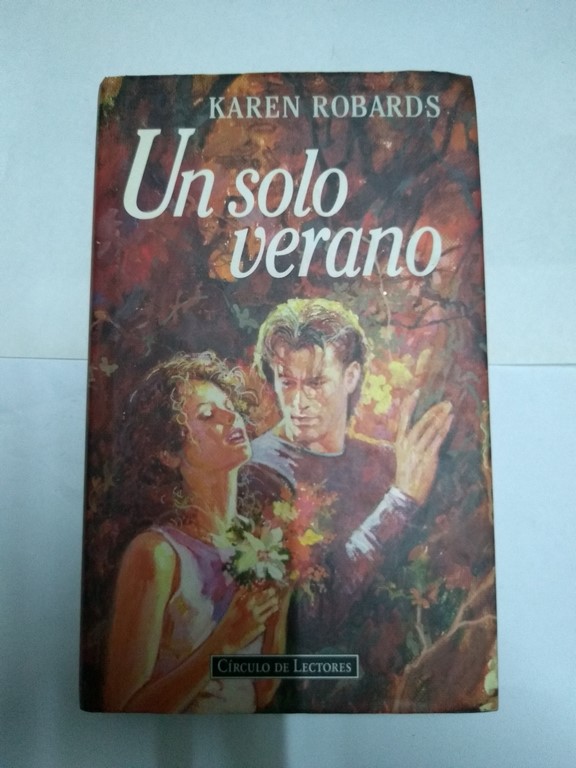 KAREN ROBARDS
Un solo
verano
CÍRCULO DE LECTORES